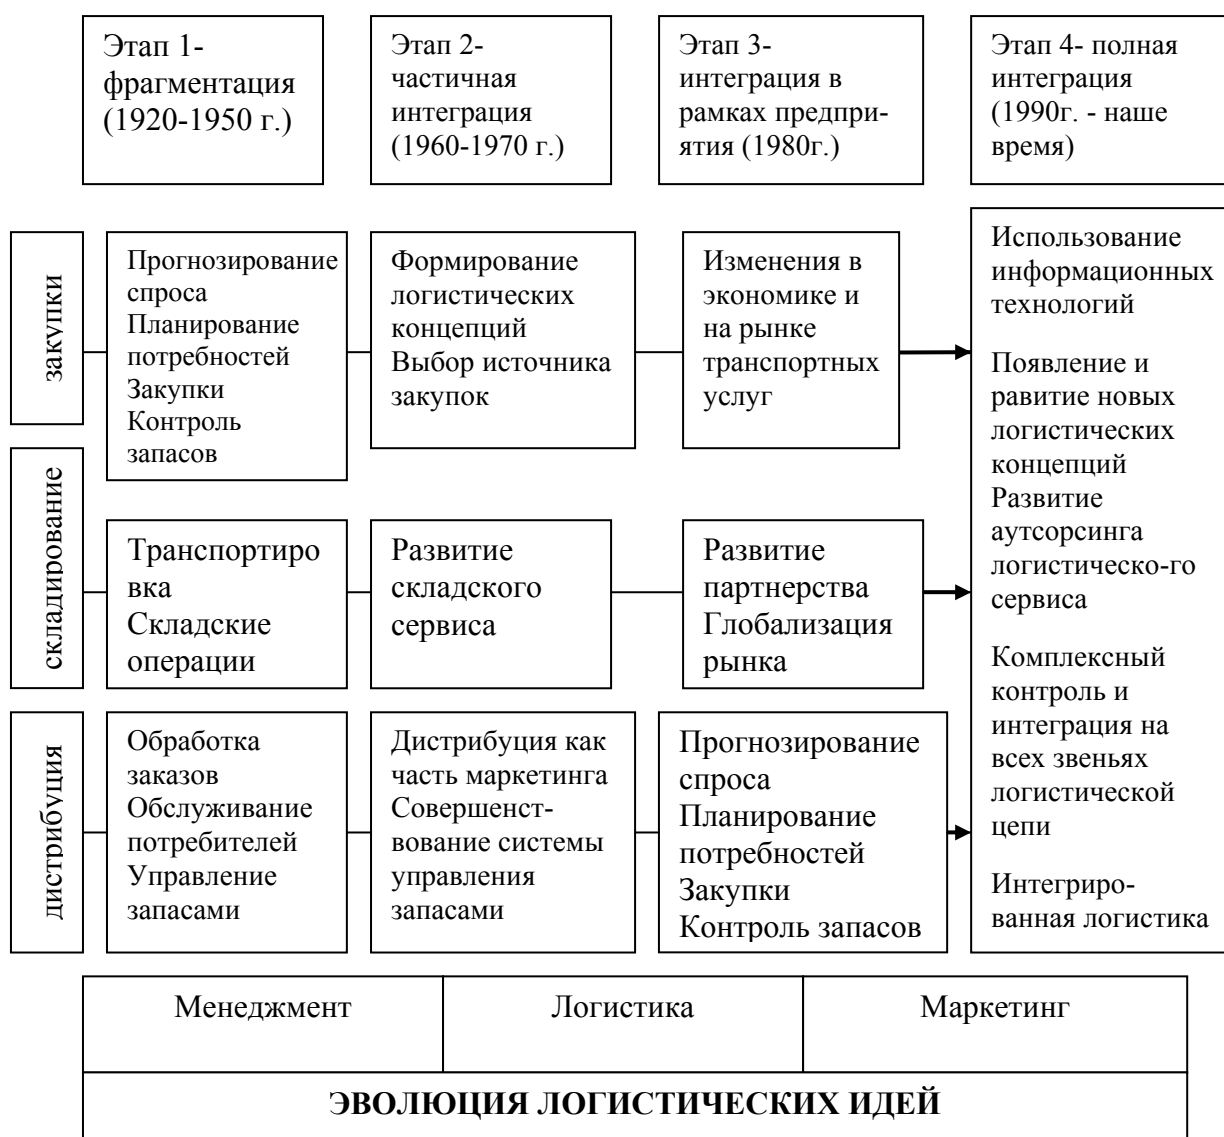 Этап 1-
фрагментация
(1920-1950 г.)
Этап 2-
частичная
интеграция
(1960-1970 г.)
Этап 3-
интеграция в
рамках предпри-
ятия (1980г.)
Этап 4- полная
интеграция
(1990г. - наше
время)
закупки
Прогнозирование
спроса
Планирование
потребностей
Закупки
Контроль
запасов
Формирование
логистических
концепций
Выбор источника
закупок
Изменения в
экономике и
на рынке
транспортных
услуг
Использование
информационных
технологий
Появление и
равитие новых
логистических
концепций
Развитие
аутсорсинга
логистическо-го
сервиса
Комплексный
контроль и
интеграция на
всех звеньях
логистической
цепи
Интегриро-
ванная логистика
складирование
Транспортиро
вка
Складские
операции
Развитие
складского
сервиса
Развитие
партнерства
Глобализация
рынка
дистрибуция
Обработка
заказов
Обслуживание
потребителей
Управление
запасами
Дистрибуция как
часть маркетинга
Совершенст-
вование системы
управления
запасами
Прогнозирование
спроса
Планирование
потребностей
Закупки
Контроль запасов
Менеджмент
Логистика
Маркетинг
ЭВОЛЮЦИЯ ЛОГИСТИЧЕСКИХ ИДЕЙ